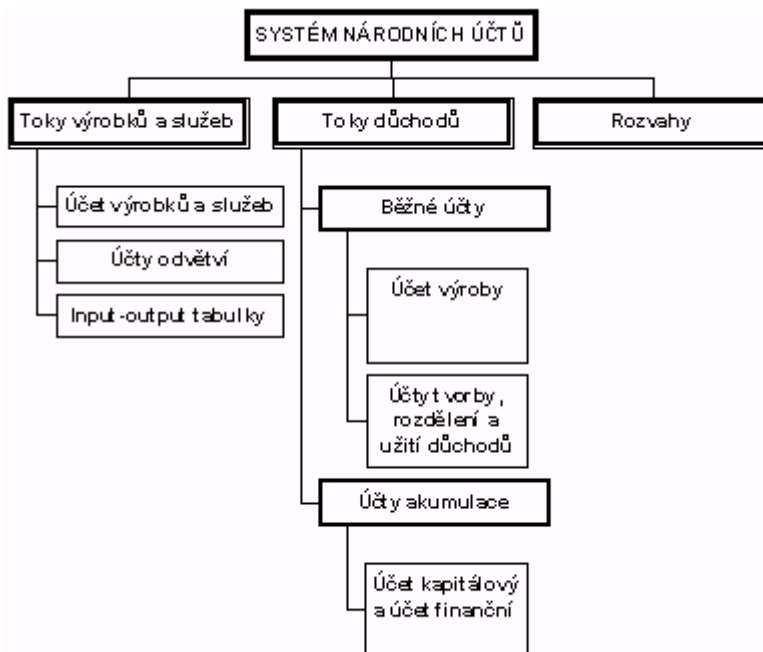 SYSTÉM NÁRODNÍCH ÚČTŮ
Toky výrobků a služeb
Toky důchodů
Rozvahy
Účet výrobků a služeb
Účty odvětví
Input-output tabulky
Běžné účty
Účet výroby
Účty tvorby,
rozdělení a
užití důchodů
Účty akumulace
Účet kapitálový
a účet finanční